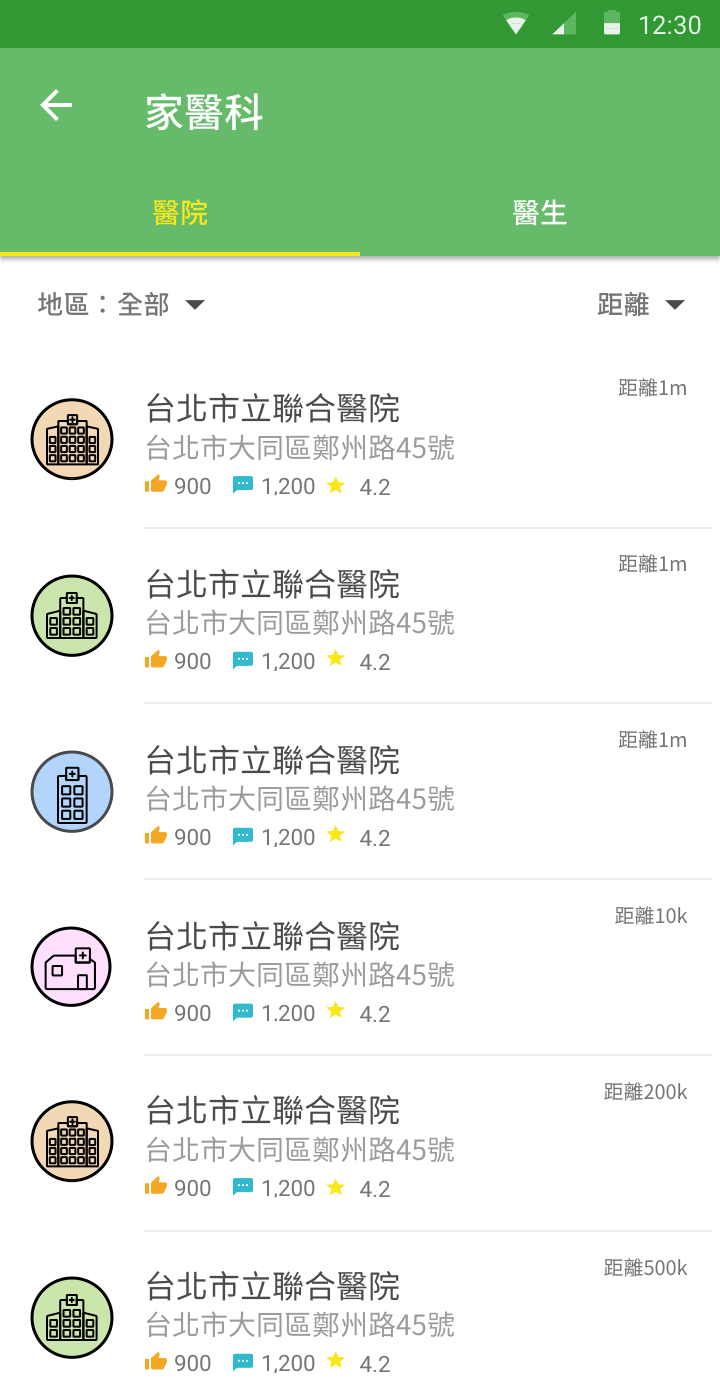 12:30
家醫科
醫院 醫生
地區：全部 距離
台北市立聯合醫院 距離1m
台北市大同區鄭州路45號
900 1,200 4.2
台北市立聯合醫院 距離1m
台北市大同區鄭州路45號
900 1,200 4.2
台北市立聯合醫院 距離1m
台北市大同區鄭州路45號
900 1,200 4.2
台北市立聯合醫院 距離10k
台北市大同區鄭州路45號
900 1.200 4.2
台北市立聯合醫院 距離200k
台北市大同區鄭州路45號
900 1,200 4.2
台北市立聯合醫院 距離500k
台北市大同區鄭州路45號
900 1,200 4.2